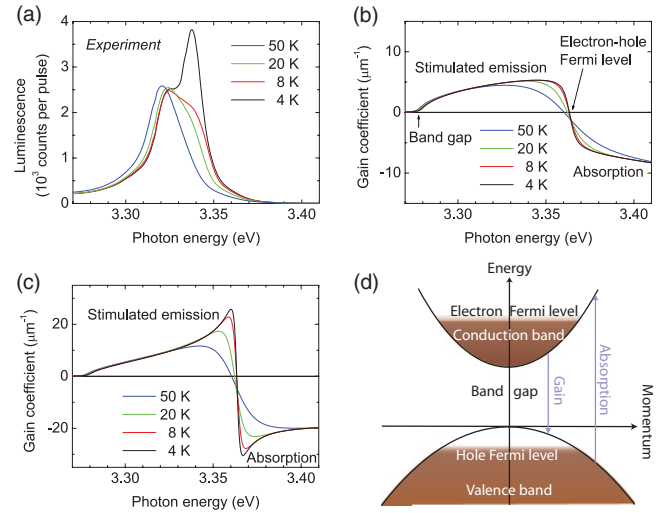 (a)
Experiment
50 K
20 K
8 K
4 K
4
3
2
1
0
3.30
3.35
3.40
Luminescence
(10³ counts per pulse)
Photon energy (eV)
(b)
Electron-hole
Fermi level
Stimulated emission
Band gap
50 K
20 K
8 K
4 K
Absorption
10
0
-10
3.30
3.35
3.40
Gain coefficient (μm⁻¹)
Photon energy (eV)
(c)
Stimulated emission
50 K
20 K
8 K
4 K
Absorption
20
0
-20
3.30
3.35
3.40
Gain coefficient (μm⁻¹)
Photon energy (eV)
(d)
Energy
Electron Fermi level
Conduction band
Band gap
Gain
Absorption
Momentum
Hole Fermi level
Valence band